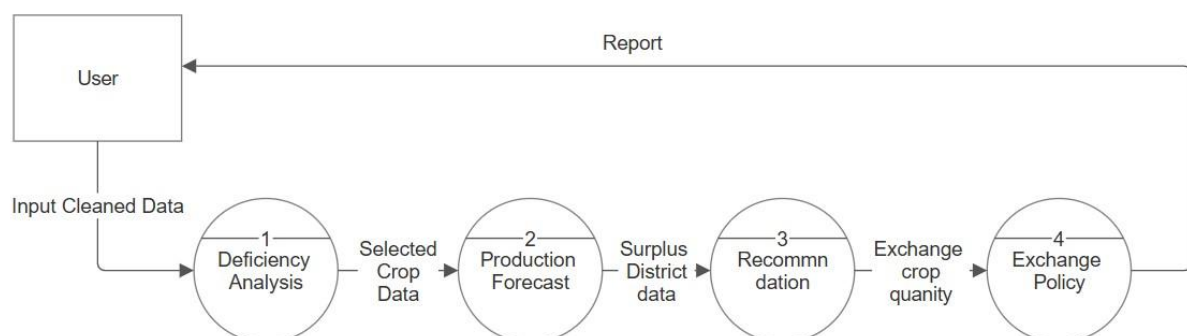 Report
User
Input Cleaned Data
1
Deficiency
Analysis
Selected
Crop
Data
2
Production
Forecast
Surplus
District
data
3
Recommn
dation
Exchange
crop
quanity
4
Exchange
Policy